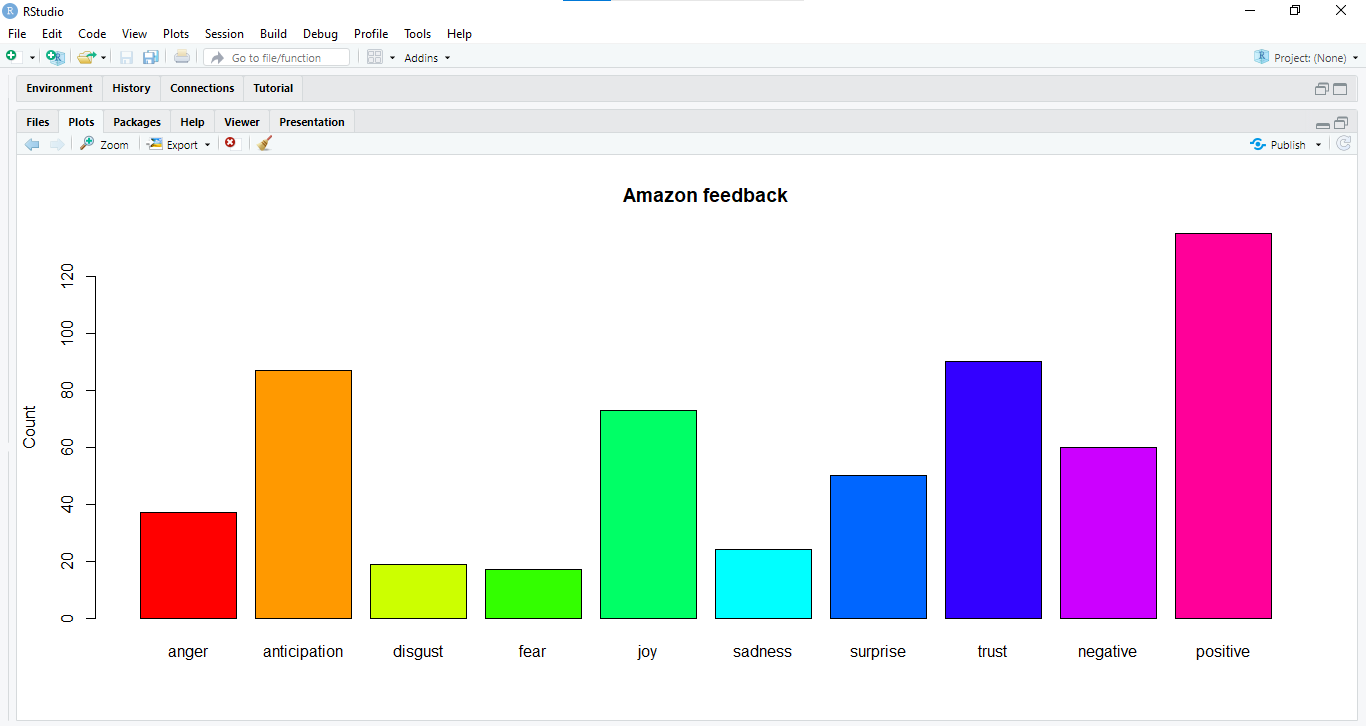 RStudio
File Edit Code View Plots Session Build Debug Profile Tools Help
Go to file/function Addins Project: (None)
Environment History Connections Tutorial
Files Plots Packages Help Viewer Presentation
Zoom Export Publish
Amazon feedback
Count
120
100
80
60
40
20
0
anger anticipation disgust fear joy sadness surprise trust negative positive